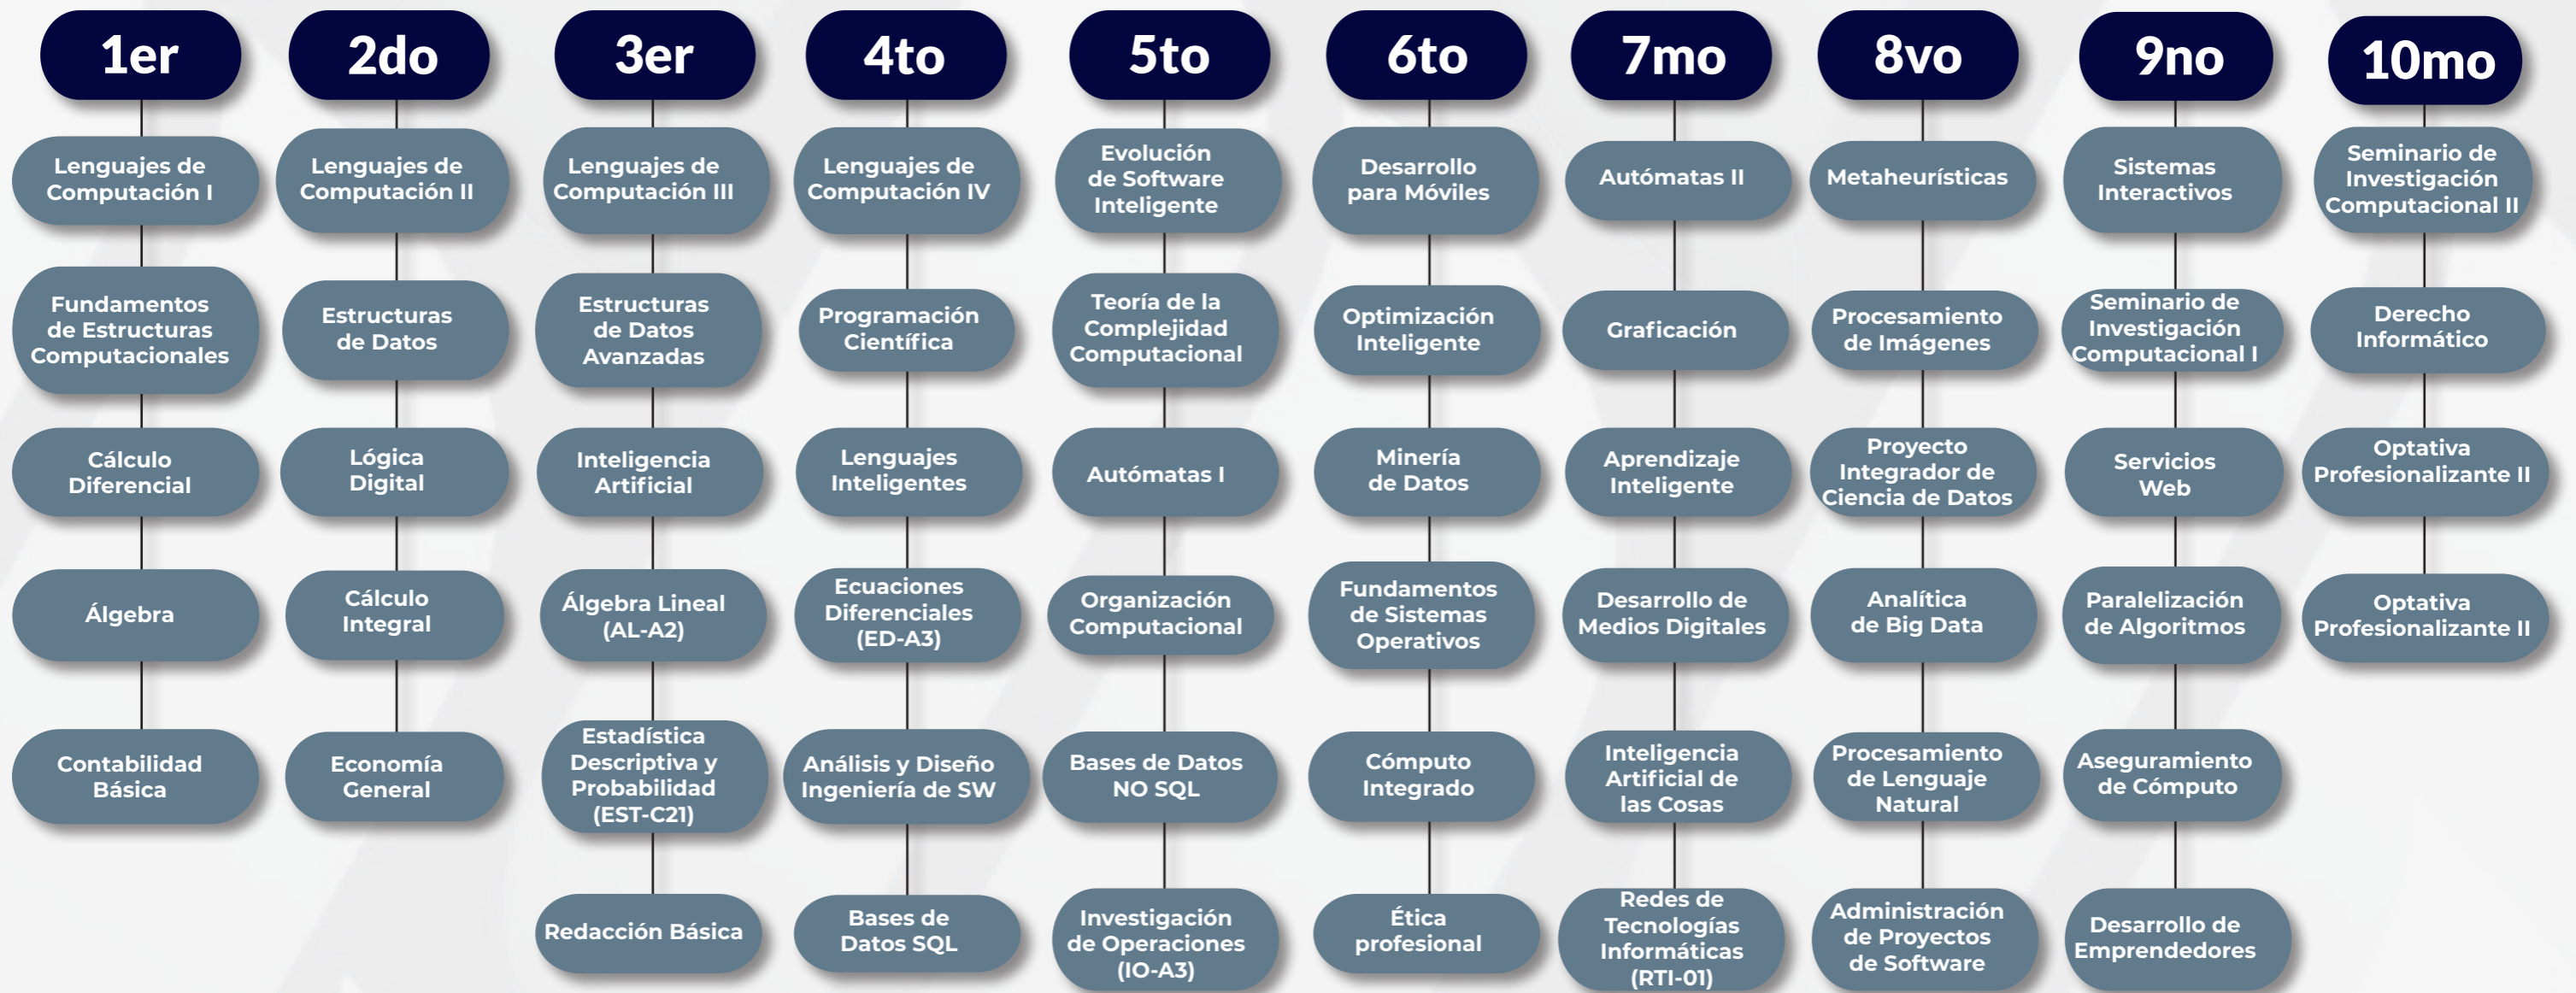 1er
Lenguajes de
Computación I
Fundamentos
de Estructuras
Computacionales
Cálculo
Diferencial
Álgebra
Contabilidad
Básica
2do
Lenguajes de
Computación II
Estructuras
de Datos
Lógica
Digital
Cálculo
Integral
Economía
General
3er
Lenguajes de
Computación III
Estructuras
de Datos
Avanzadas
Inteligencia
Artificial
Álgebra Lineal
(AL-A2)
Estadística
Descriptiva y
Probabilidad
(EST-C21)
Redacción Básica
4to
Lenguajes de
Computación IV
Programación
Científica
Lenguajes
Inteligentes
Ecuaciones
Diferenciales
(ED-A3)
Análisis y Diseño
Ingeniería de SW
Bases de
Datos SQL
5to
Evolución
de Software
Inteligente
Teoría de la
Complejidad
Computacional
Autómatas I
Organización
Computacional
Bases de Datos
NO SQL
Investigación
de Operaciones
(IO-A3)
6to
Desarrollo
para Móviles
Optimización
Inteligente
Minería
de Datos
Fundamentos
de Sistemas
Operativos
Cómputo
Integrado
Ética
profesional
7mo
Autómatas II
Graficación
Aprendizaje
Inteligente
Desarrollo de
Medios Digitales
Inteligencia
Artificial de
las Cosas
Redes de
Tecnologías
Informáticas
(RTI-01)
8vo
Metaheurísticas
Procesamiento
de Imágenes
Proyecto
Integrador de
Ciencia de Datos
Analítica
de Big Data
Procesamiento
de Lenguaje
Natural
Administración
de Proyectos
de Software
9no
Sistemas
Interactivos
Seminario de
Investigación
Computacional I
Servicios
Web
Paralelización
de Algoritmos
Aseguramiento
de Cómputo
Desarrollo de
Emprendedores
10mo
Seminario de
Investigación
Computacional II
Derecho
Informático
Optativa
Profesionalizante II
Optativa
Profesionalizante II